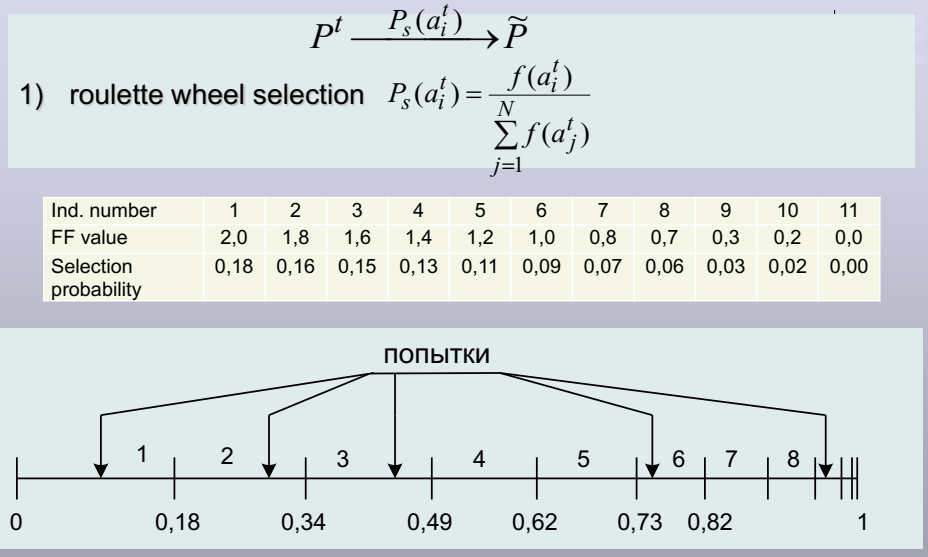 P^t —P_s(a_i^t)→ P̃
1) roulette wheel selection P_s(a_i^t) = f(a_i^t) / ∑_{j=1}^{N} f(a_j^t)
Ind. number 1 2 3 4 5 6 7 8 9 10 11
FF value 2,0 1,8 1,6 1,4 1,2 1,0 0,8 0,7 0,3 0,2 0,0
Selection probability 0,18 0,16 0,15 0,13 0,11 0,09 0,07 0,06 0,03 0,02 0,00
попытки
1 2 3 4 5 6 7 8
0 0,18 0,34 0,49 0,62 0,73 0,82 1